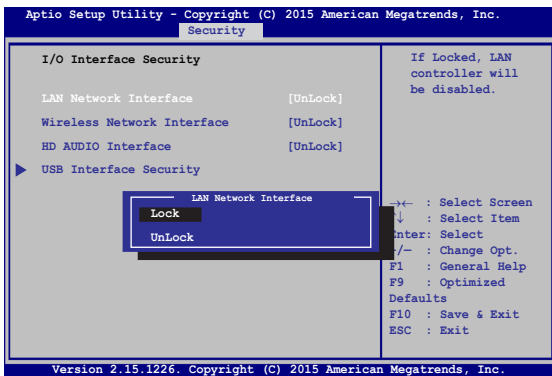 Aptio Setup Utility - Copyright (C) 2015 American Megatrends, Inc.
Security
I/O Interface Security
LAN Network Interface [UnLock]
Wireless Network Interface [UnLock]
HD AUDIO Interface [UnLock]
USB Interface Security
LAN Network Interface
Lock
UnLock
If Locked, LAN
controller will
be disabled.
→← : Select Screen
↑↓ : Select Item
Enter: Select
+/— : Change Opt.
F1 : General Help
F9 : Optimized
Defaults
F10 : Save & Exit
ESC : Exit
Version 2.15.1226. Copyright (C) 2015 American Megatrends, Inc.